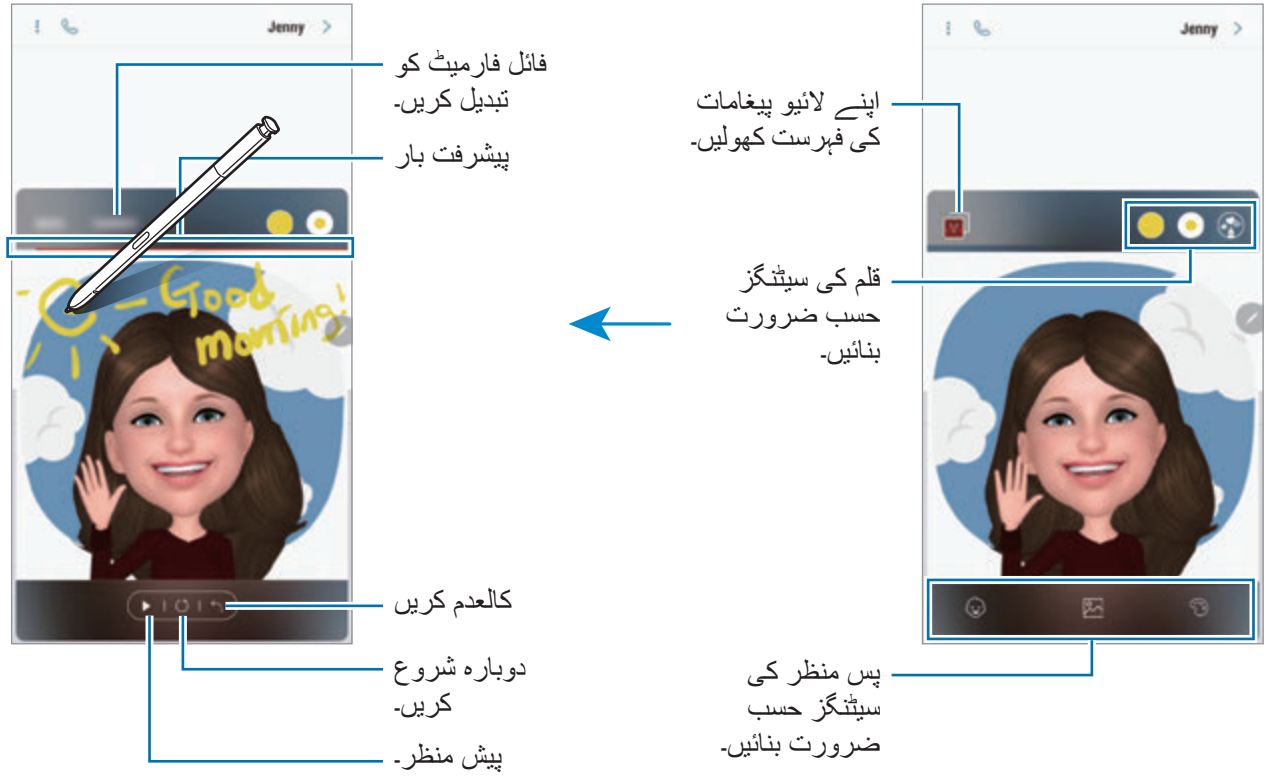 Jenny
اپنے لائیو پیغامات
کی فہرست کھولیں۔
قلم کی سیٹنگز
حسب ضرورت
بنائیں۔
پس منظر کی
سیٹنگز حسب
ضرورت بنائیں۔
Jenny
فائل فارمیٹ کو
تبدیل کریں۔
پیشرفت بار
Good
morning!
کالعدم کریں
دوبارہ شروع
کریں۔
پیش منظر۔